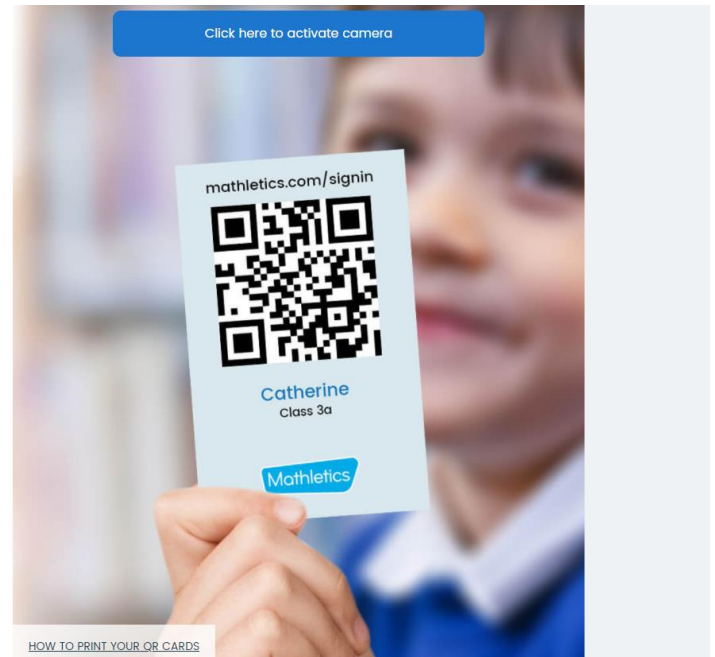 Click here to activate camera
mathletics.com/signin
Catherine
Class 3a
Mathletics
HOW TO PRINT YOUR QR CARDS